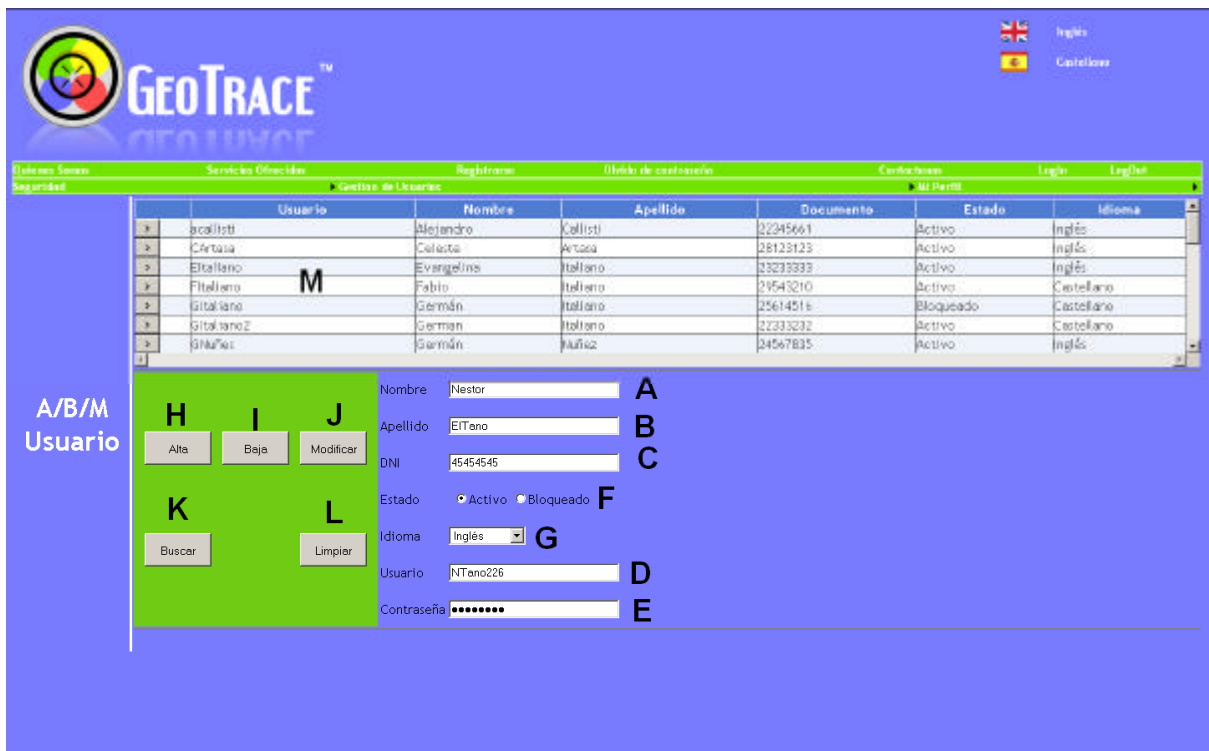 Inglés
Castellano
GEOTRACE™
Quienes Somos Servicios Ofrecidos Registrarse Olvido de contraseña Contactenos Login LogOut
Seguridad Gestion de Usuarios Mi Perfil
Usuario Nombre Apellido Documento Estado Idioma
acallisti Alejandro Callisti 22345661 Activo Inglés
CArtasa Celeste Artasa 28123123 Activo Inglés
EItaliano Evangelina Italiano 23233333 Activo Inglés
FItaliano Fabio Italiano 29543210 Activo Castellano
M
Gitaliano Germán Italiano 25614516 Bloqueado Castellano
Gitaliano2 German Italiano 22333232 Activo Castellano
GNuñez Germán Nuñez 24567835 Activo Inglés
A/B/M
Usuario
H I J
Alta Baja Modificar
K L
Buscar Limpiar
Nombre Nestor A
Apellido ElTano B
DNI 45454545 C
Estado Activo Bloqueado F
Idioma Inglés G
Usuario NTano226 D
Contraseña •••••••• E